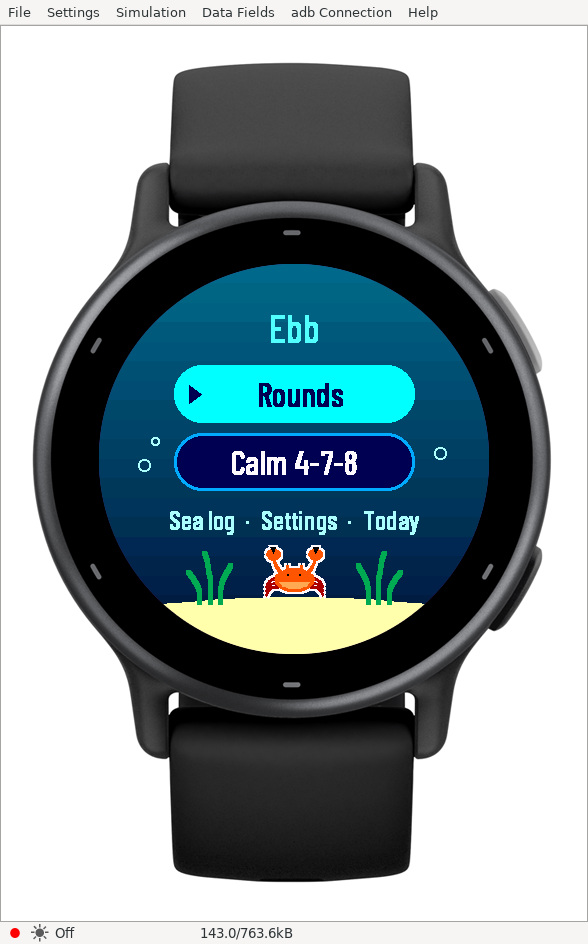 File Settings Simulation Data Fields adb Connection Help
Ebb
Rounds
Calm 4-7-8
Sea log · Settings · Today
Off 143.0/763.6kB